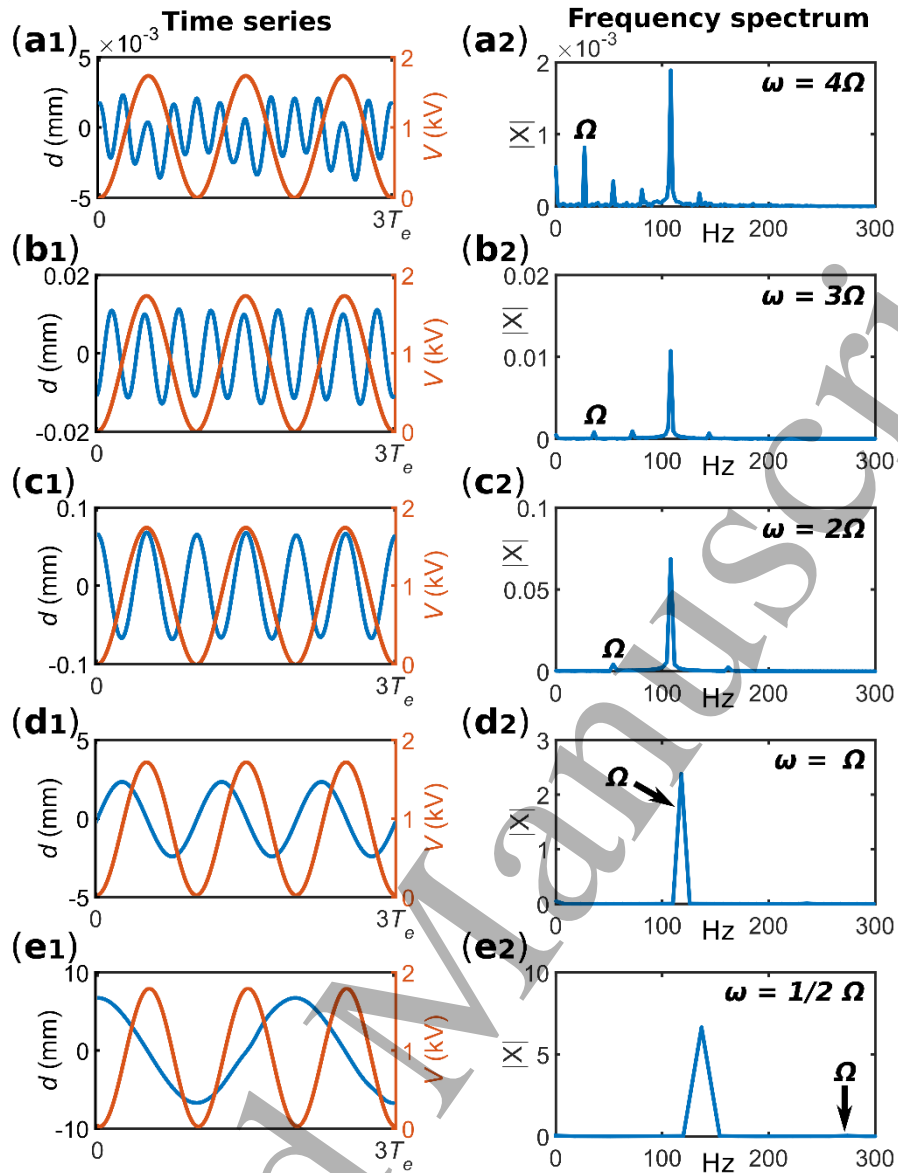 Time series Frequency spectrum
(a1) (a2)
×10⁻³ ×10⁻³
5 2 2 ω = 4Ω
d (mm) 0 1 V (kV) |X| 1 Ω
-5 0 0
0 3Tₑ 0 100 Hz 200 300
(b1) (b2)
0.02 2 0.02 ω = 3Ω
d (mm) 0 1 V (kV) |X| 0.01 Ω
-0.02 0 0
0 3Tₑ 0 100 Hz 200 300
(c1) (c2)
0.1 2 0.1 ω = 2Ω
d (mm) 0 1 V (kV) |X| 0.05 Ω
-0.1 0 0
0 3Tₑ 0 100 Hz 200 300
(d1) (d2)
5 2 3 ω = Ω
d (mm) 0 1 V (kV) |X| 2 Ω
1
-5 0 0
0 3Tₑ 0 100 Hz 200 300
(e1) (e2)
10 2 10 ω = 1/2 Ω
d (mm) 0 1 V (kV) |X| 5 Ω
-10 0 0
0 3Tₑ 0 100 Hz 200 300
d Manuscri